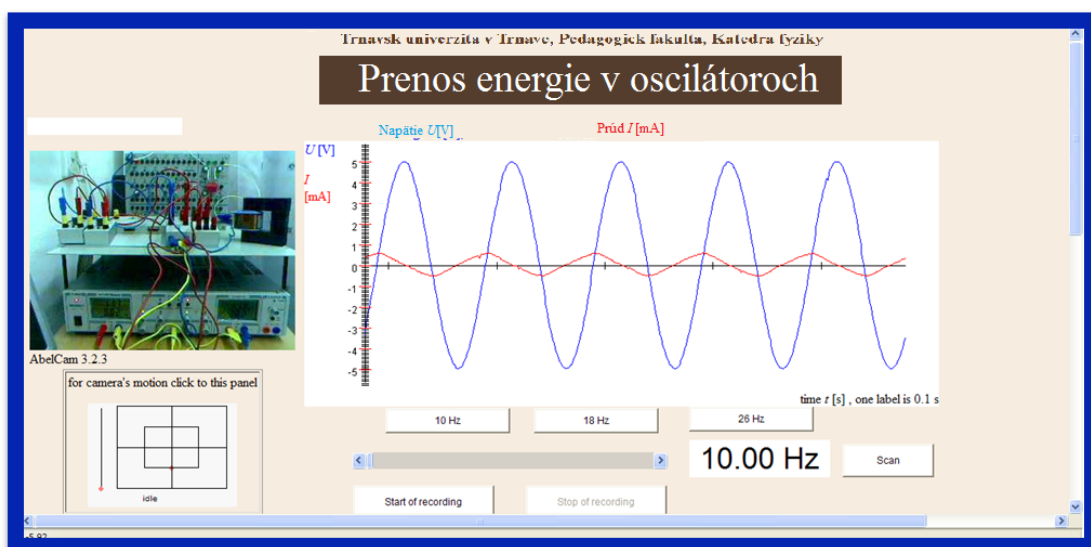 Trnavsk univerzita v Trnave, Pedagogick fakulta, Katedra fyziky
Prenos energie v oscilátoroch
Napätie U[V]
Prúd I [mA]
U [V]
I
[mA]
5
4
3
2
1
0
-1
-2
-3
-4
-5
time t [s] , one label is 0.1 s
AbelCam 3.2.3
for camera's motion click to this panel
idle
10 Hz
18 Hz
26 Hz
10.00 Hz
Scan
Start of recording
Stop of recording